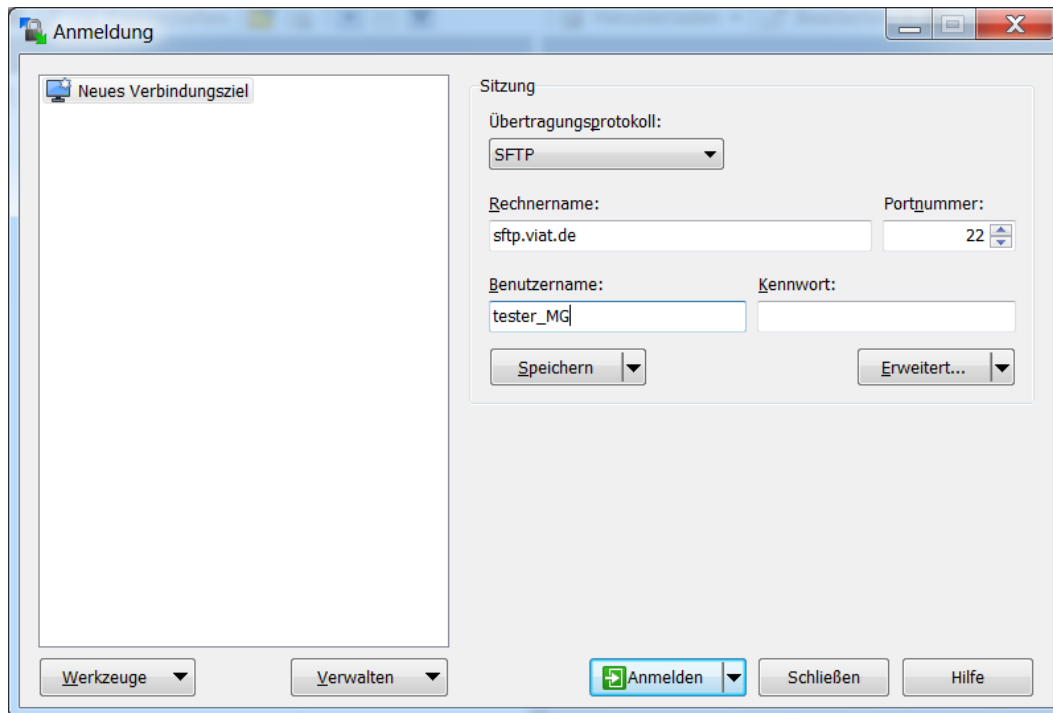 Anmeldung
Neues Verbindungsziel
Sitzung
Übertragungsprotokoll:
SFTP
Rechnername: Portnummer:
sftp.viat.de 22
Benutzername: Kennwort:
tester_MG
Speichern Erweitert...
Werkzeuge Verwalten Anmelden Schließen Hilfe